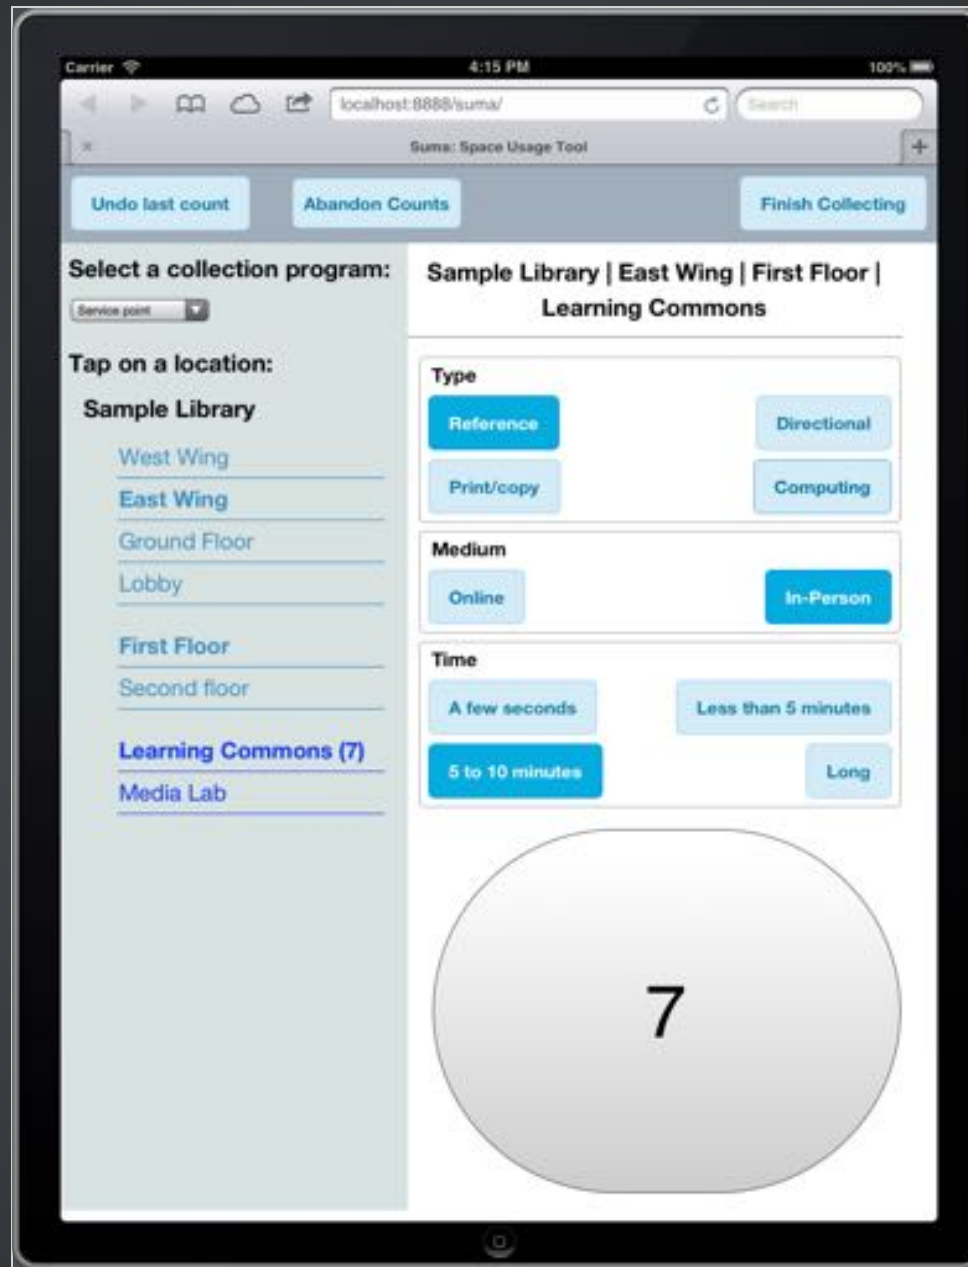 Carrier 4:15 PM 100%
localhost:8888/suma/ Search
Suma: Space Usage Tool
Undo last count Abandon Counts Finish Collecting
Select a collection program:
Service point
Tap on a location:
Sample Library
West Wing
East Wing
Ground Floor
Lobby
First Floor
Second floor
Learning Commons (7)
Media Lab
Sample Library | East Wing | First Floor |
Learning Commons
Type
Reference Directional
Print/copy Computing
Medium
Online In-Person
Time
A few seconds Less than 5 minutes
5 to 10 minutes Long
7